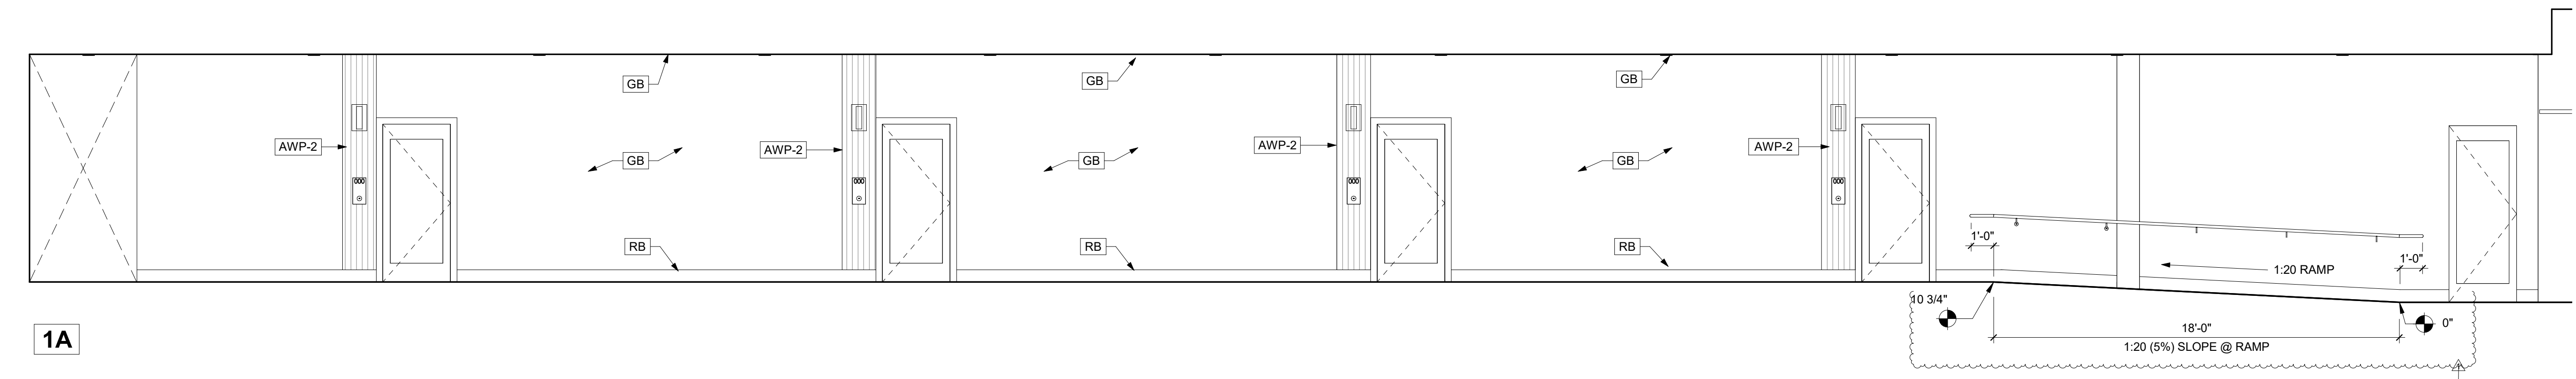 GB
GB
GB
AWP-2
AWP-2
AWP-2
AWP-2
GB
GB
GB
RB
RB
RB
1'-0"
1'-0"
1:20 RAMP
10 3/4"
0"
18'-0"
1:20 (5%) SLOPE @ RAMP
1A